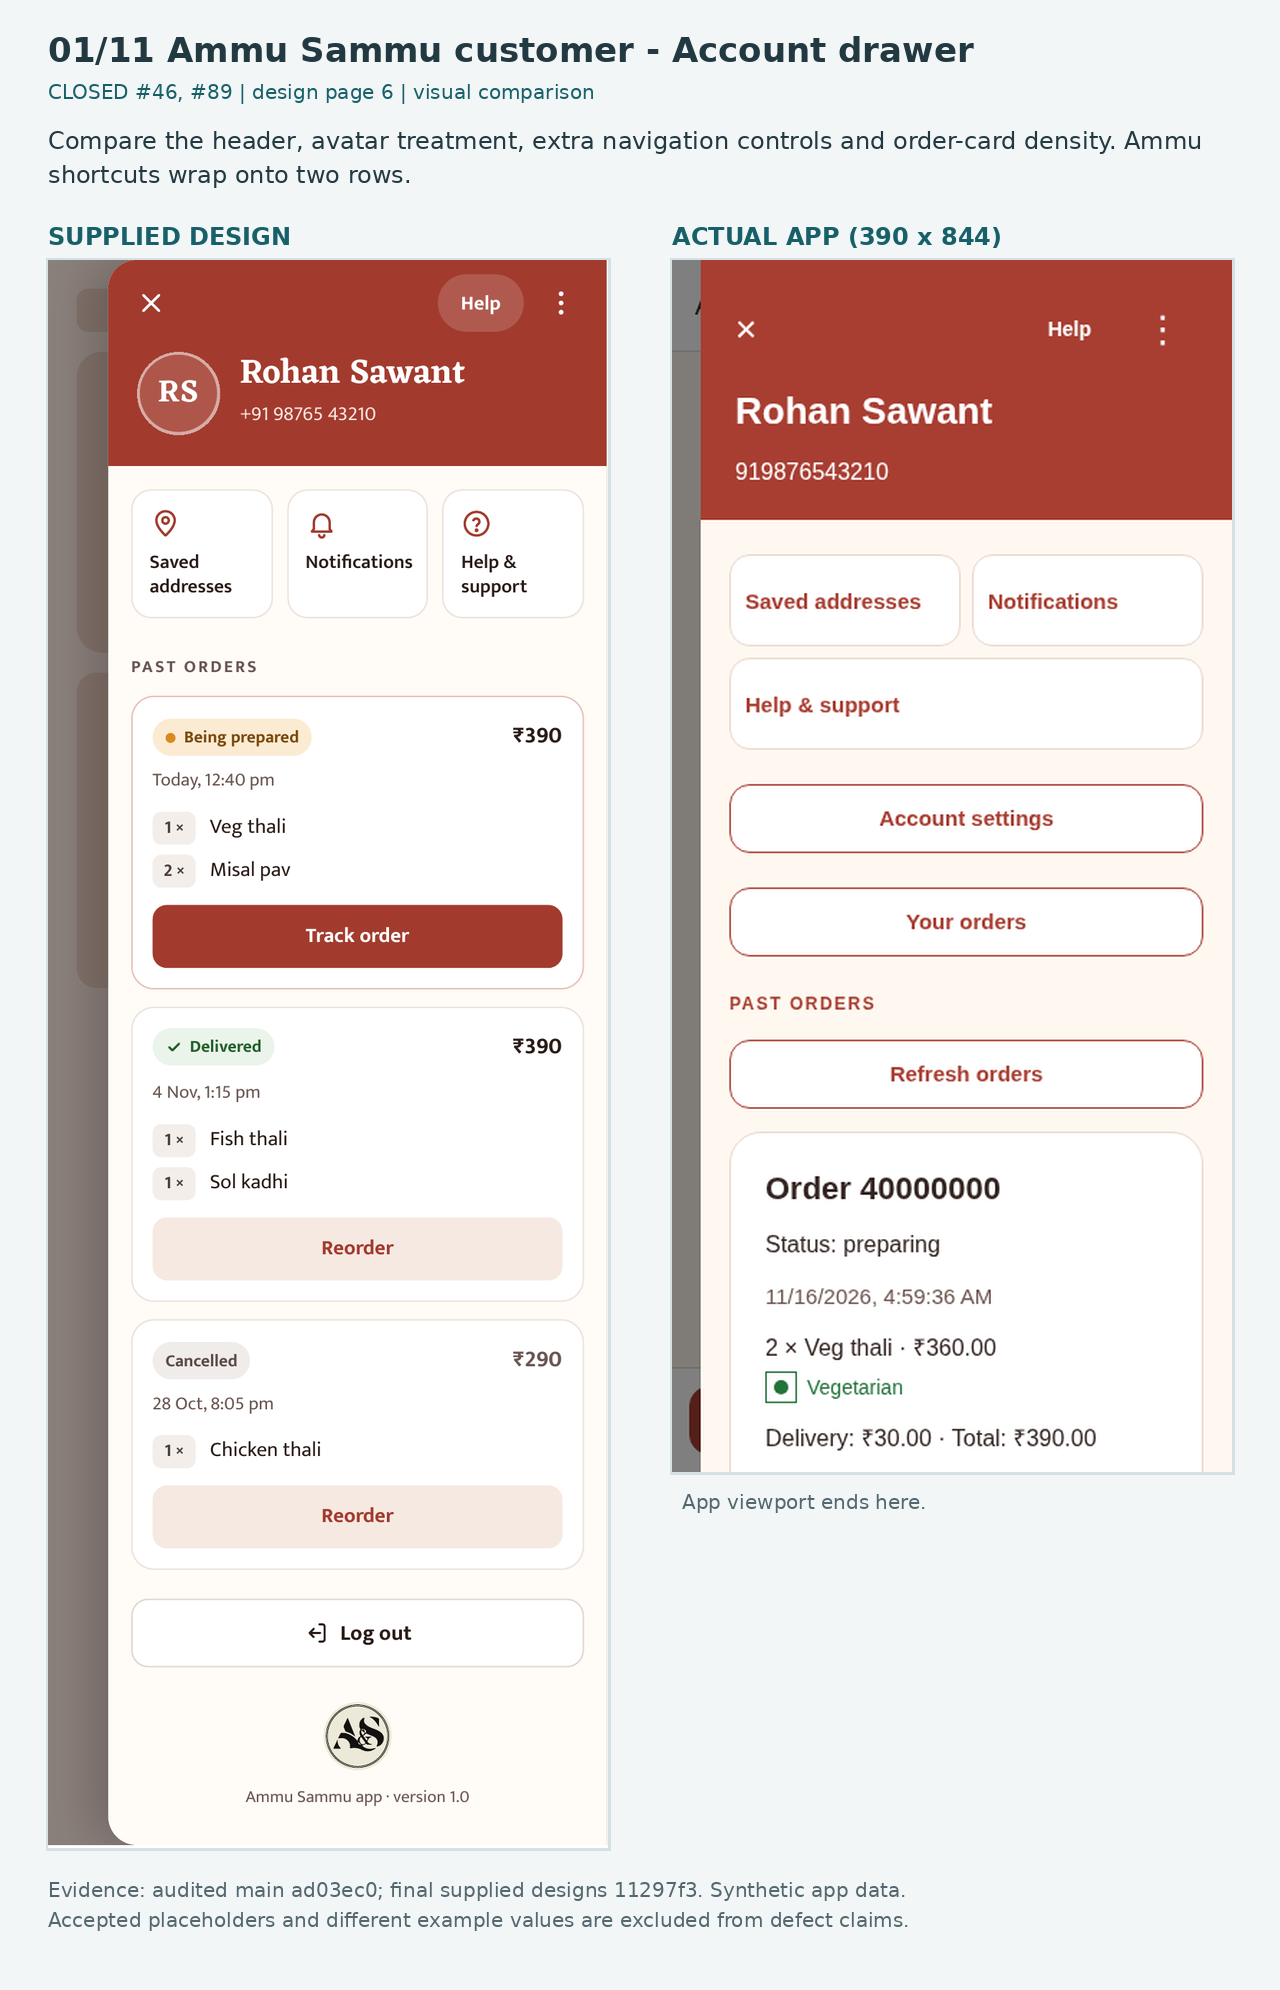 01/11 Ammu Sammu customer - Account drawer
CLOSED #46, #89 | design page 6 | visual comparison
Compare the header, avatar treatment, extra navigation controls and order-card density. Ammu
shortcuts wrap onto two rows.
SUPPLIED DESIGN
Help
RS
Rohan Sawant
+91 98765 43210
Saved
addresses
Notifications
Help &
support
PAST ORDERS
Being prepared
₹390
Today, 12:40 pm
1 ×
Veg thali
2 ×
Misal pav
Track order
Delivered
₹390
4 Nov, 1:15 pm
1 ×
Fish thali
1 ×
Sol kadhi
Reorder
Cancelled
₹290
28 Oct, 8:05 pm
1 ×
Chicken thali
Reorder
Log out
A&S
Ammu Sammu app · version 1.0
ACTUAL APP (390 x 844)
Help
Rohan Sawant
919876543210
Saved addresses
Notifications
Help & support
Account settings
Your orders
PAST ORDERS
Refresh orders
Order 40000000
Status: preparing
11/16/2026, 4:59:36 AM
2 × Veg thali · ₹360.00
Vegetarian
Delivery: ₹30.00 · Total: ₹390.00
App viewport ends here.
Evidence: audited main ad03ec0; final supplied designs 11297f3. Synthetic app data.
Accepted placeholders and different example values are excluded from defect claims.